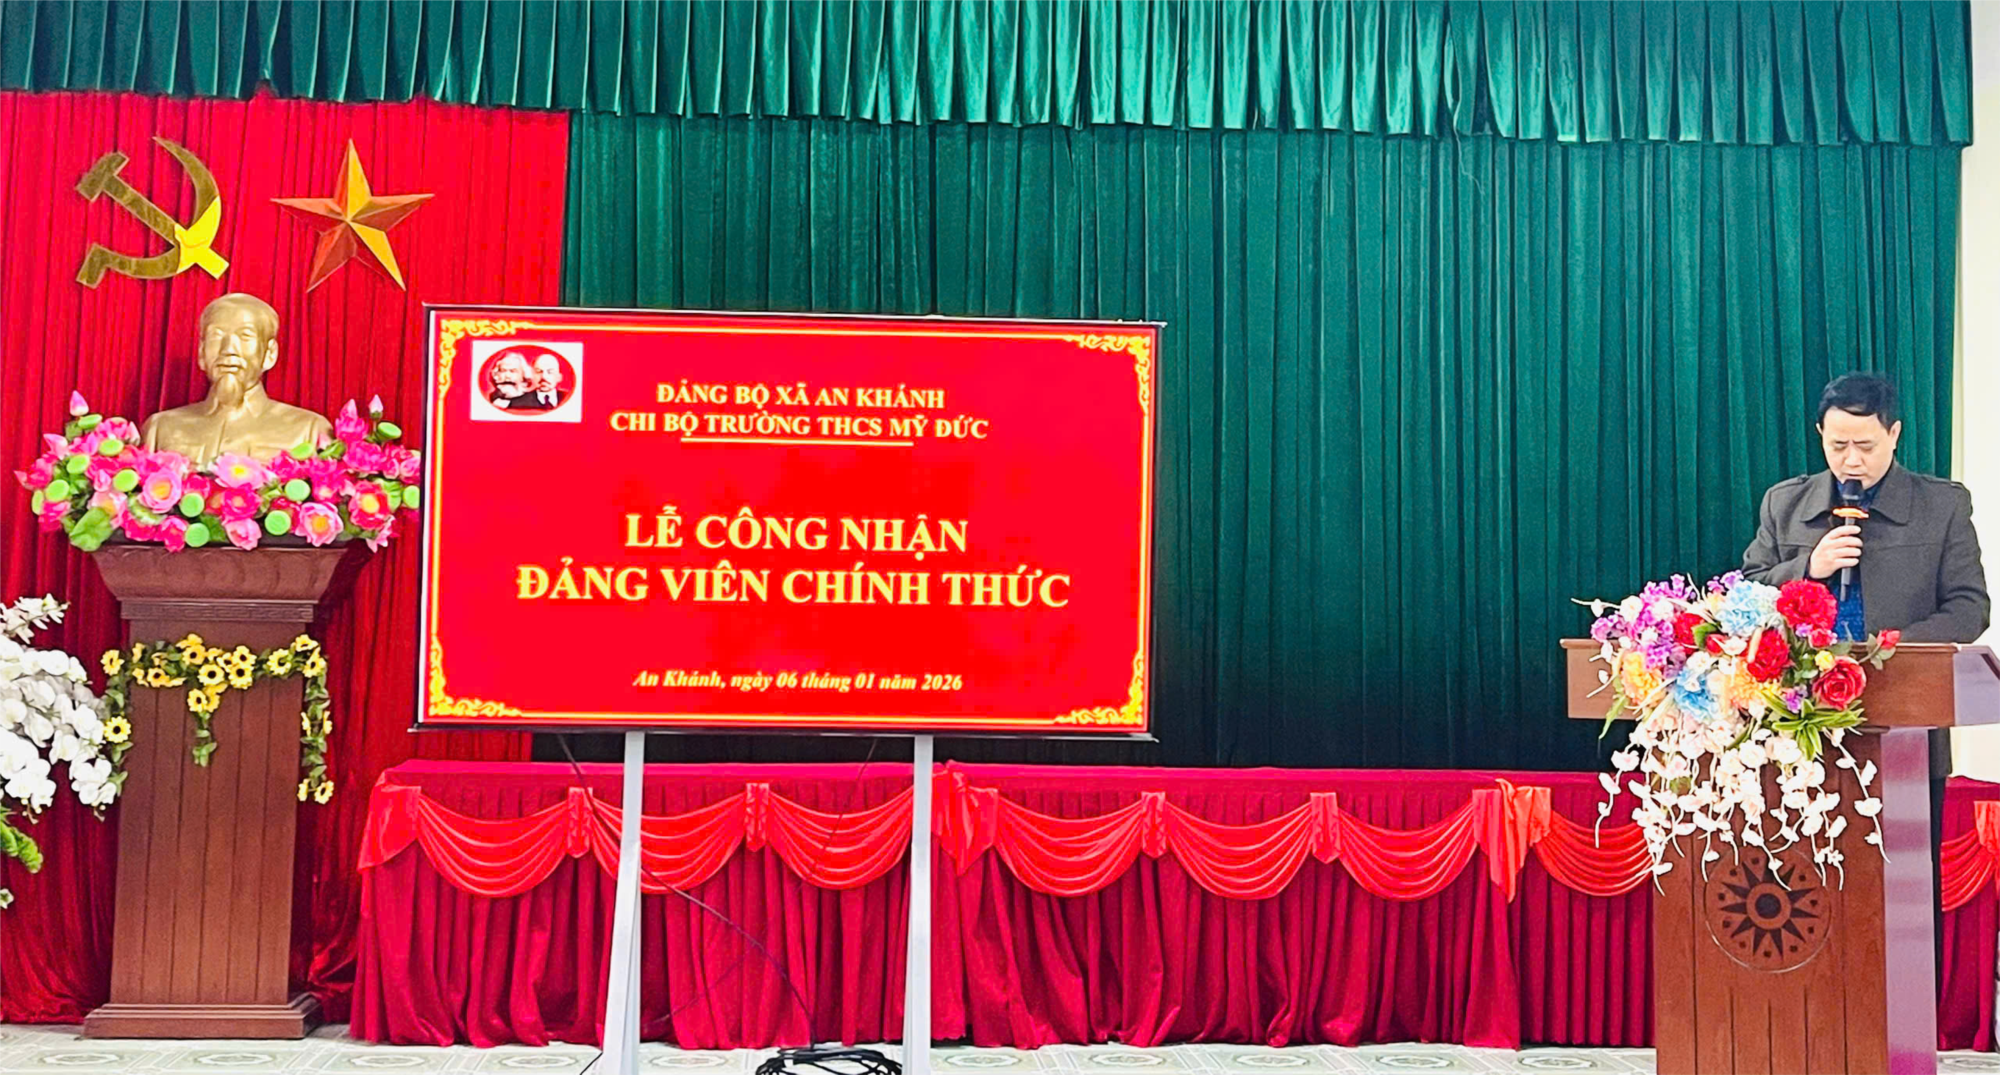 ĐẢNG BỘ XÃ AN KHÁNH
CHI BỘ TRƯỜNG THCS MỸ ĐỨC
LỄ CÔNG NHẬN
ĐẢNG VIÊN CHÍNH THỨC
An Khánh, ngày 06 tháng 01 năm 2026